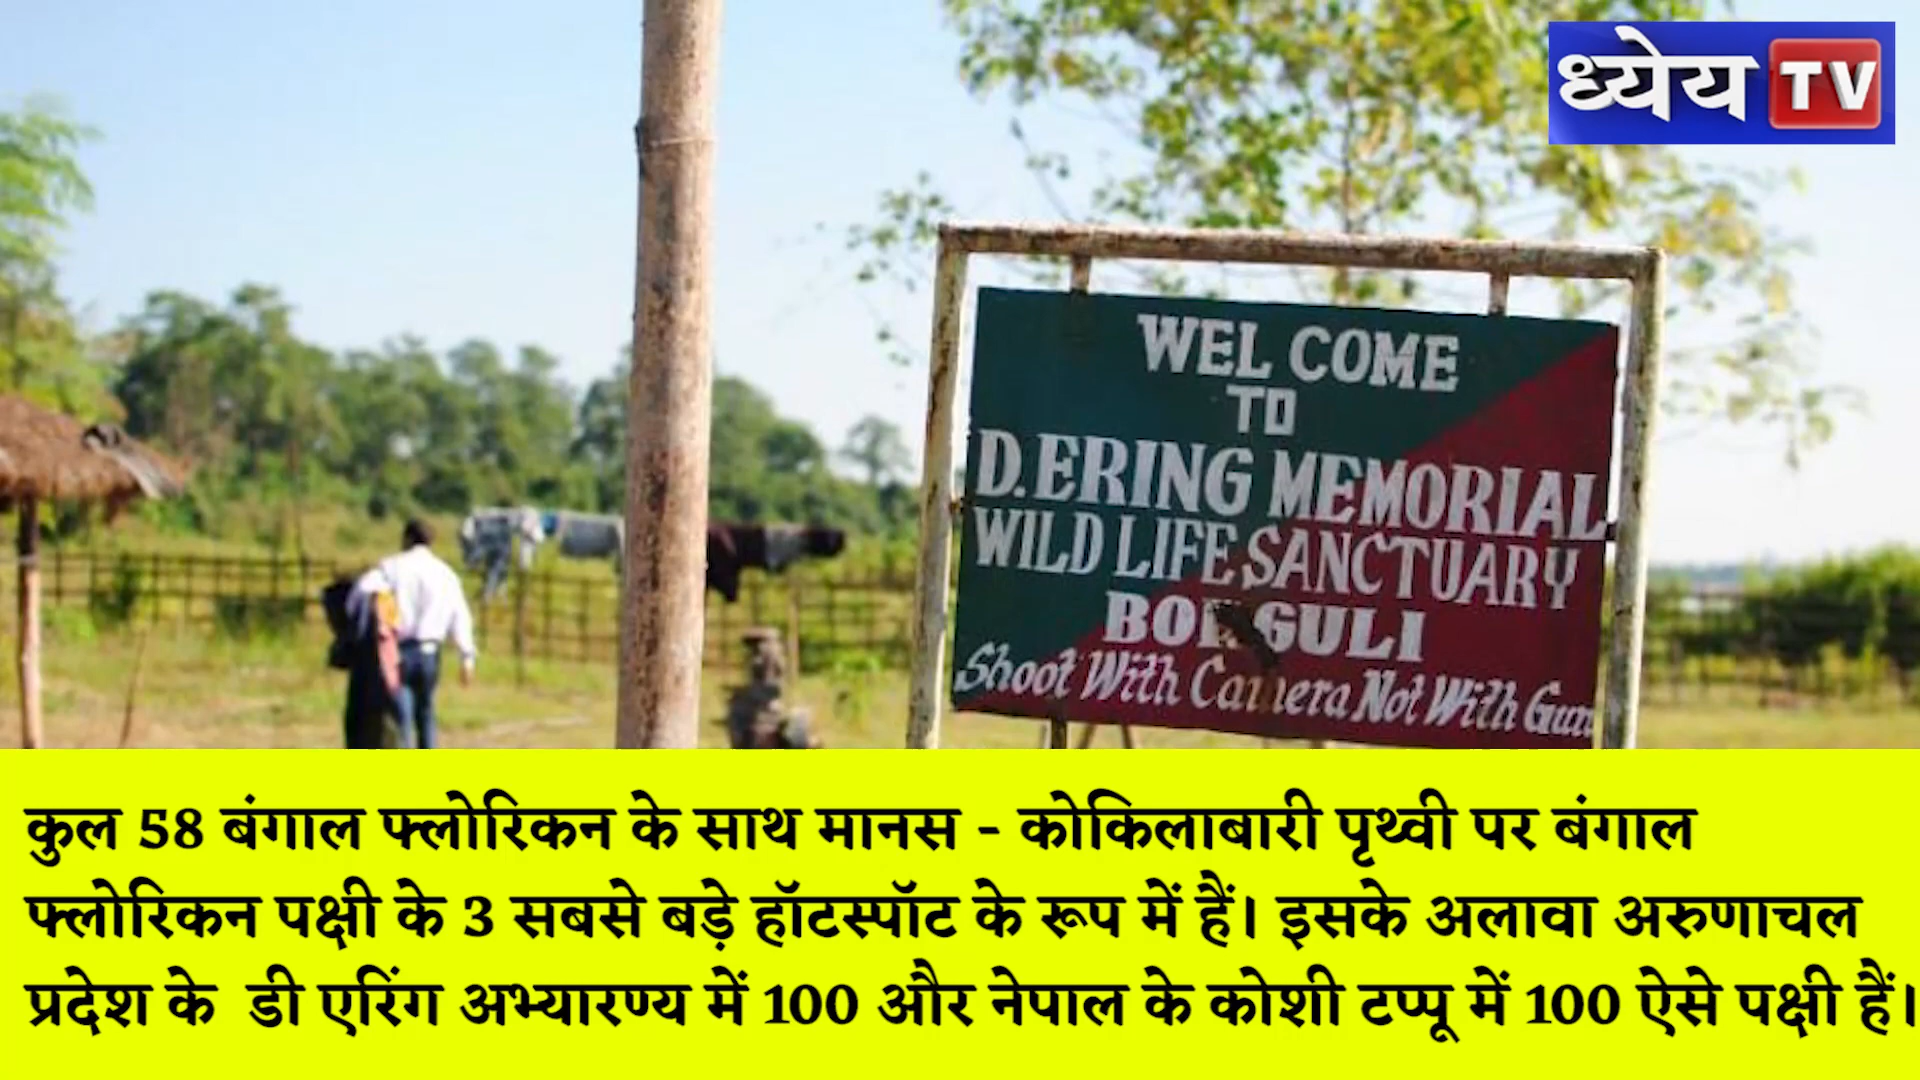 ध्येय TV
WEL COME
TO
D.ERING MEMORIAL
WILD LIFE SANCTUARY
Shoot With Camera Not With Gun
कुल 58 बंगाल फ्लोरिकन के साथ मानस - कोकिलाबारी पृथ्वी पर बंगाल
फ्लोरिकन पक्षी के 3 सबसे बड़े हॉटस्पॉट के रूप में हैं। इसके अलावा अरुणाचल
प्रदेश के डी एरिंग अभ्यारण्य में 100 और नेपाल के कोशी टप्पू में 100 ऐसे पक्षी हैं।